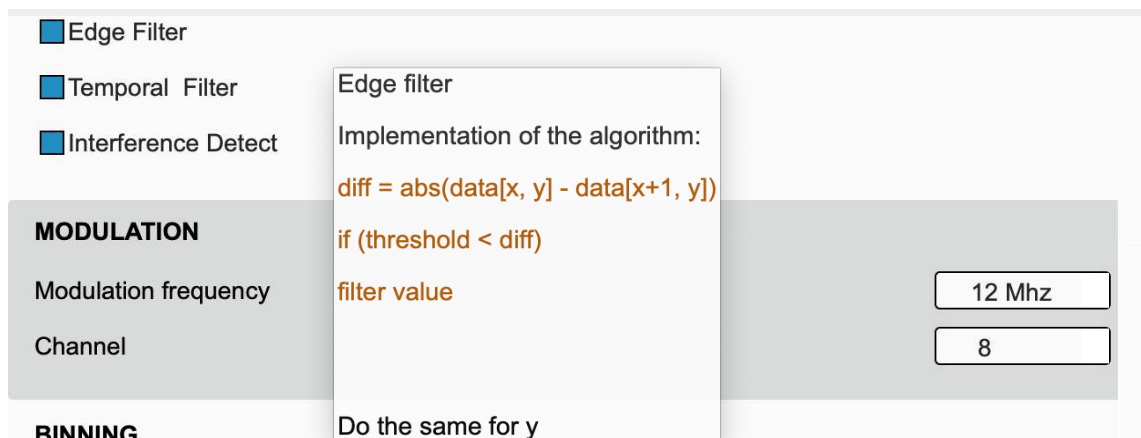 Edge Filter
Temporal  Filter
Interference Detect
Edge filter
Implementation of the algorithm:
diff = abs(data[x, y] - data[x+1, y])
if (threshold < diff)
filter value
Do the same for y
MODULATION
Modulation frequency
12 Mhz
Channel
8
BINNING